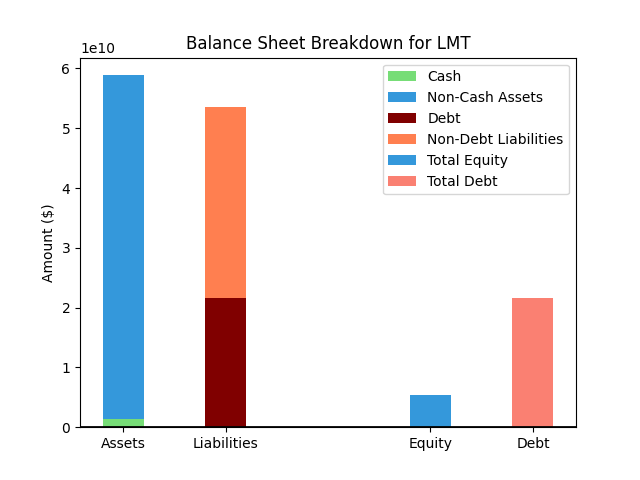 Balance Sheet Breakdown for LMT
1e10
Cash
Non-Cash Assets
Debt
Non-Debt Liabilities
Total Equity
Total Debt
Amount ($)
6
5
4
3
2
1
0
Assets Liabilities Equity Debt